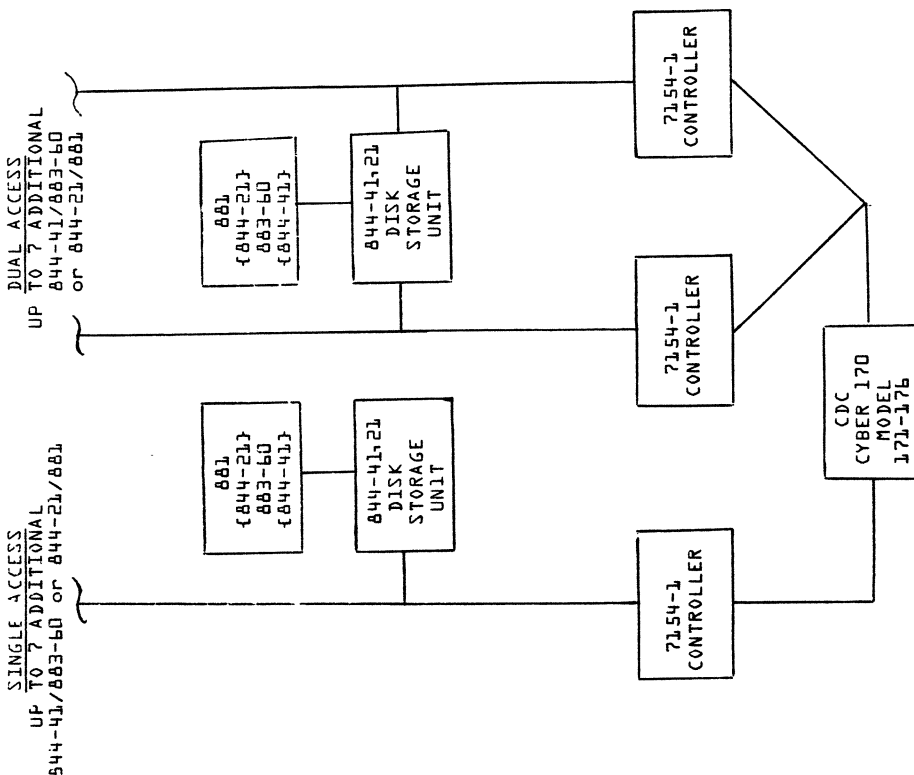 SINGLE ACCESS
UP TO 7 ADDITIONAL
844-41/883-60 or 844-21/881
DUAL ACCESS
UP TO 7 ADDITIONAL
844-41/883-60
or 844-21/881
881
{844-21}
883-60
{844-41}
881
{844-21}
883-60
{844-41}
844-41,21
DISK
STORAGE
UNIT
844-41,21
DISK
STORAGE
UNIT
7154-1
CONTROLLER
7154-1
CONTROLLER
7154-1
CONTROLLER
CDC
CYBER 170
MODEL
171-176